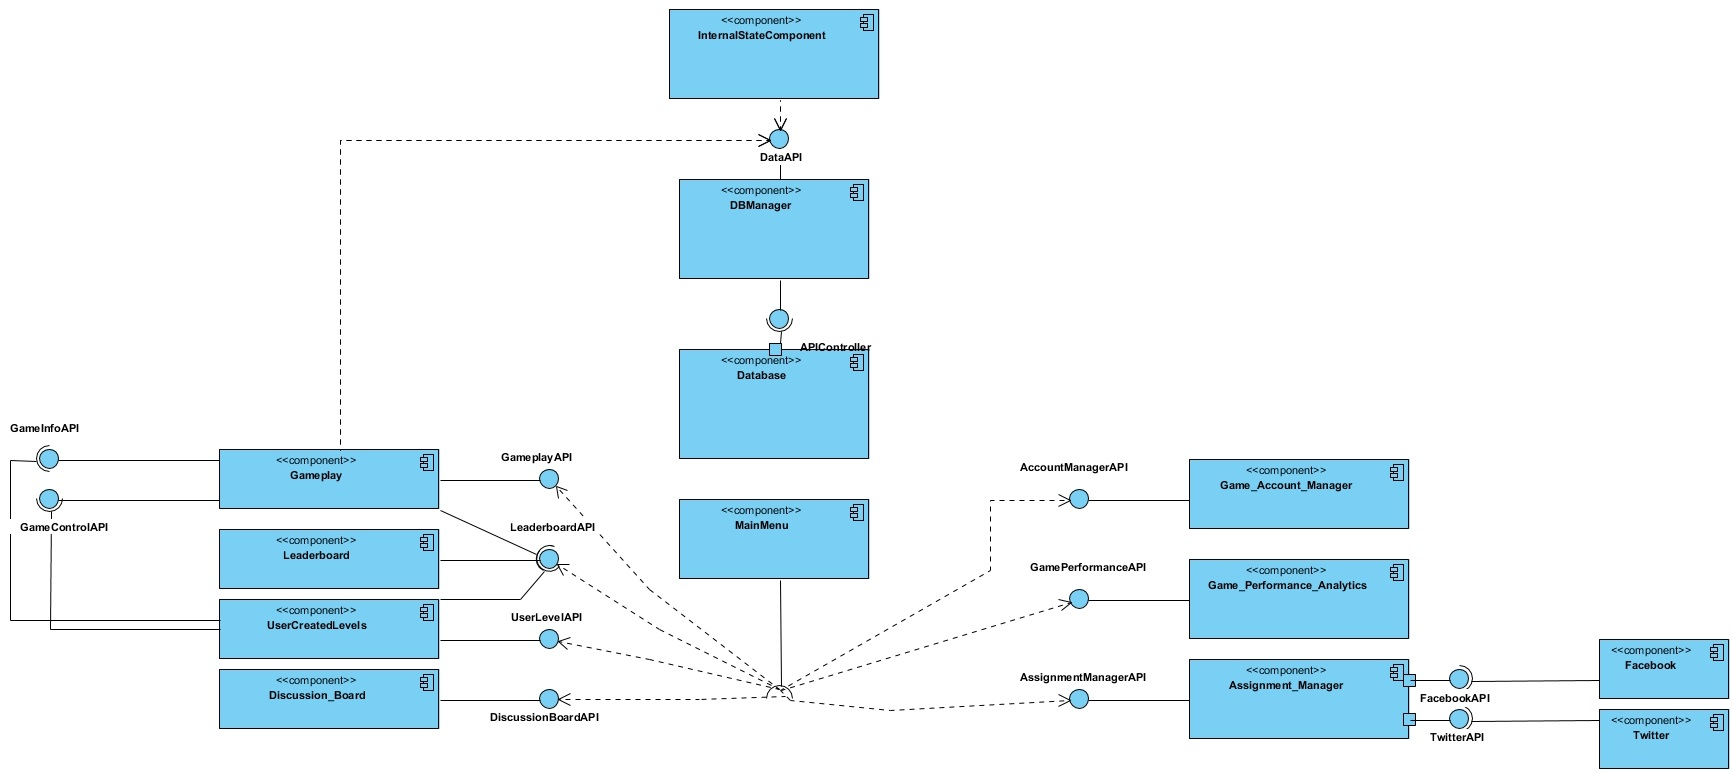 <<component>>
InternalStateComponent
DataAPI
<<component>>
DBManager
APIController
<<component>>
Database
GameInfoAPI
<<component>>
Gameplay
GameControlAPI
GameplayAPI
LeaderboardAPI
<<component>>
Leaderboard
<<component>>
UserCreatedLevels
UserLevelAPI
<<component>>
Discussion_Board
DiscussionBoardAPI
<<component>>
MainMenu
AccountManagerAPI
<<component>>
Game_Account_Manager
GamePerformanceAPI
<<component>>
Game_Performance_Analytics
AssignmentManagerAPI
<<component>>
Assignment_Manager
FacebookAPI
TwitterAPI
<<component>>
Facebook
<<component>>
Twitter